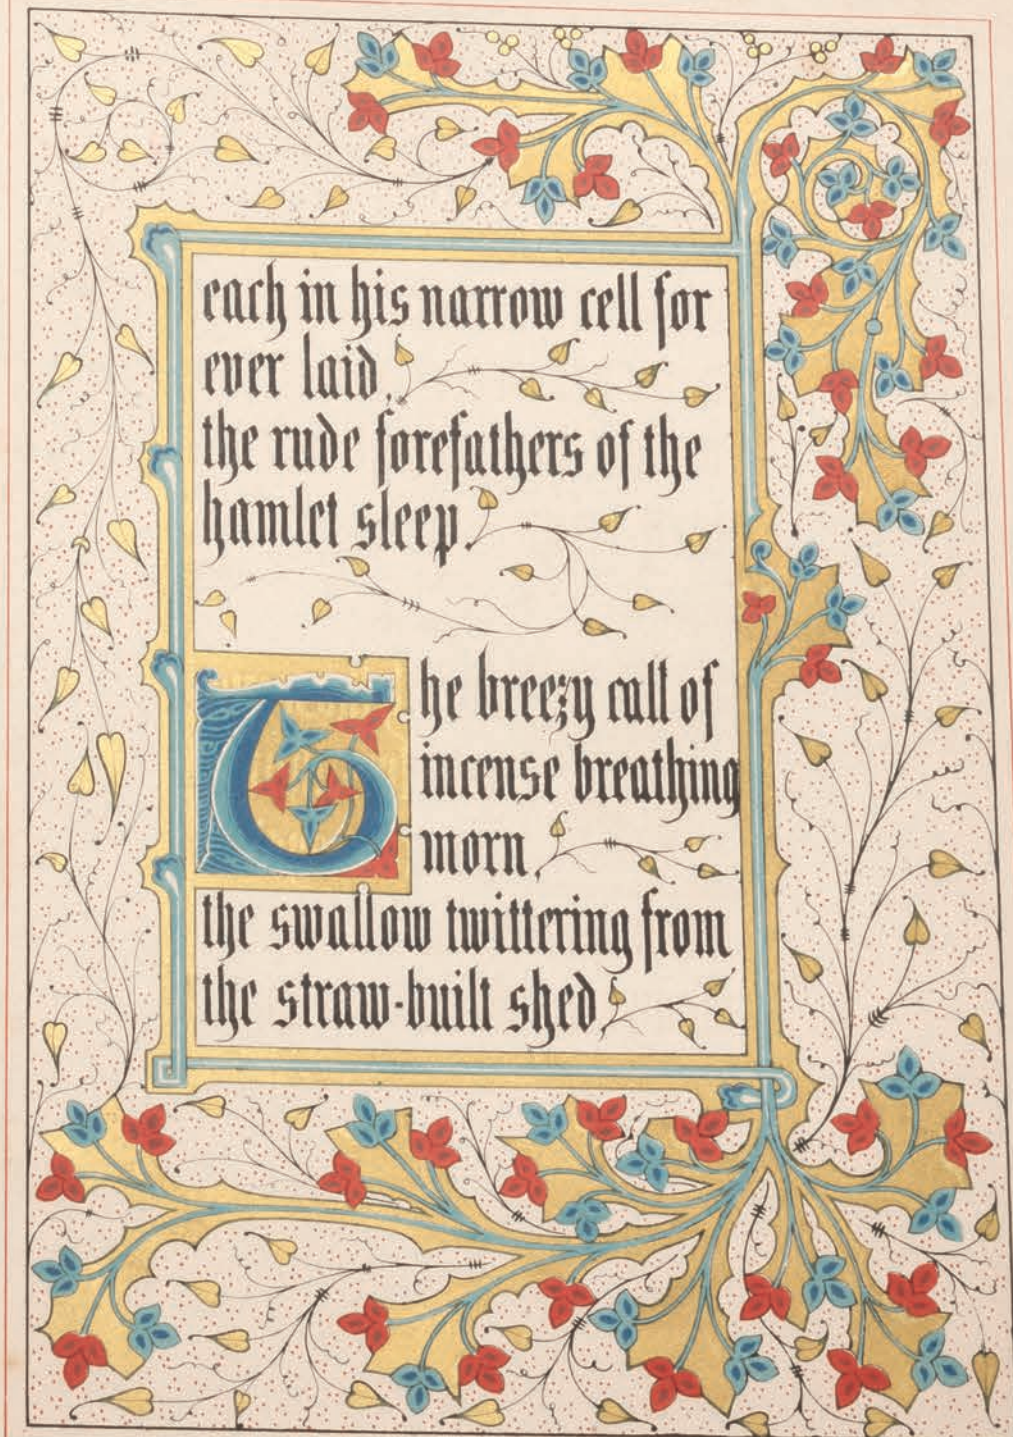 each in his narrow cell for
ever laid,
the rude forefathers of the
hamlet sleep.
The breezy call of
incense breathing
morn,
the swallow twittering from
the straw-built shed,